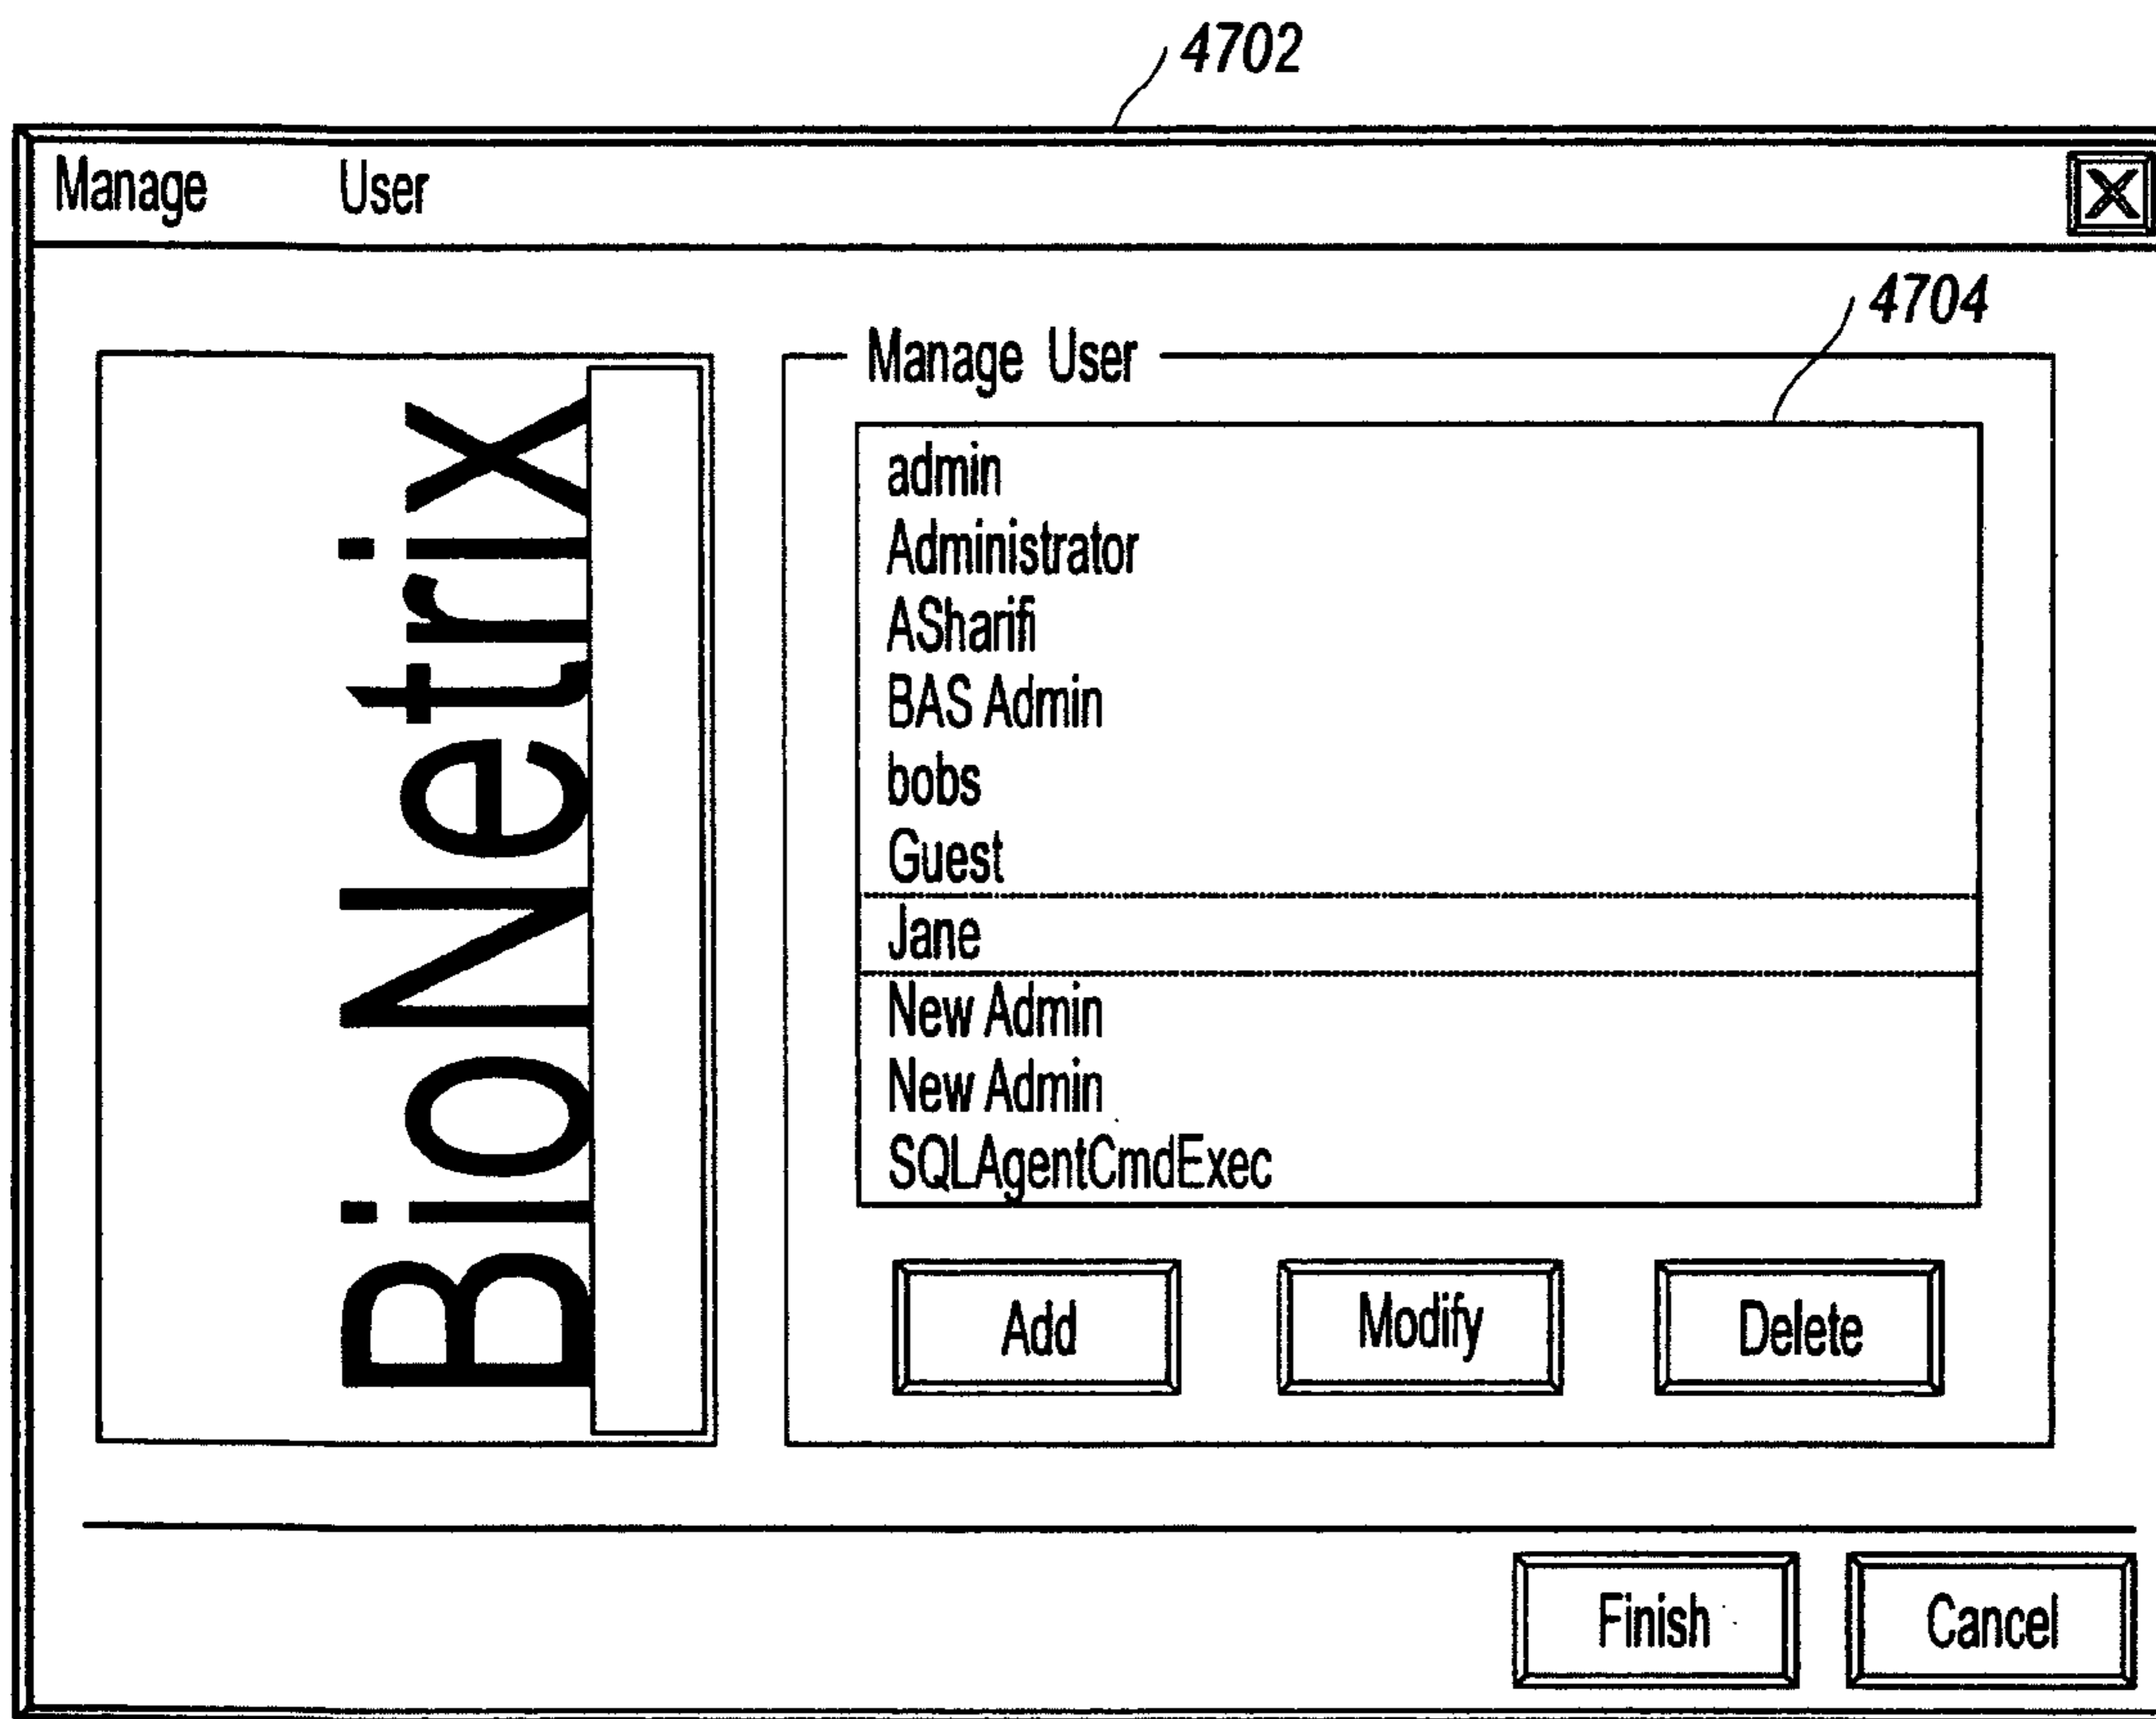 4702
Manage User
X
4704
BioNetrix
Manage User
admin
Administrator
ASharifi
BAS Admin
bobs
Guest
Jane
New Admin
New Admin
SQLAgentCmdExec
Add Modify Delete
Finish Cancel